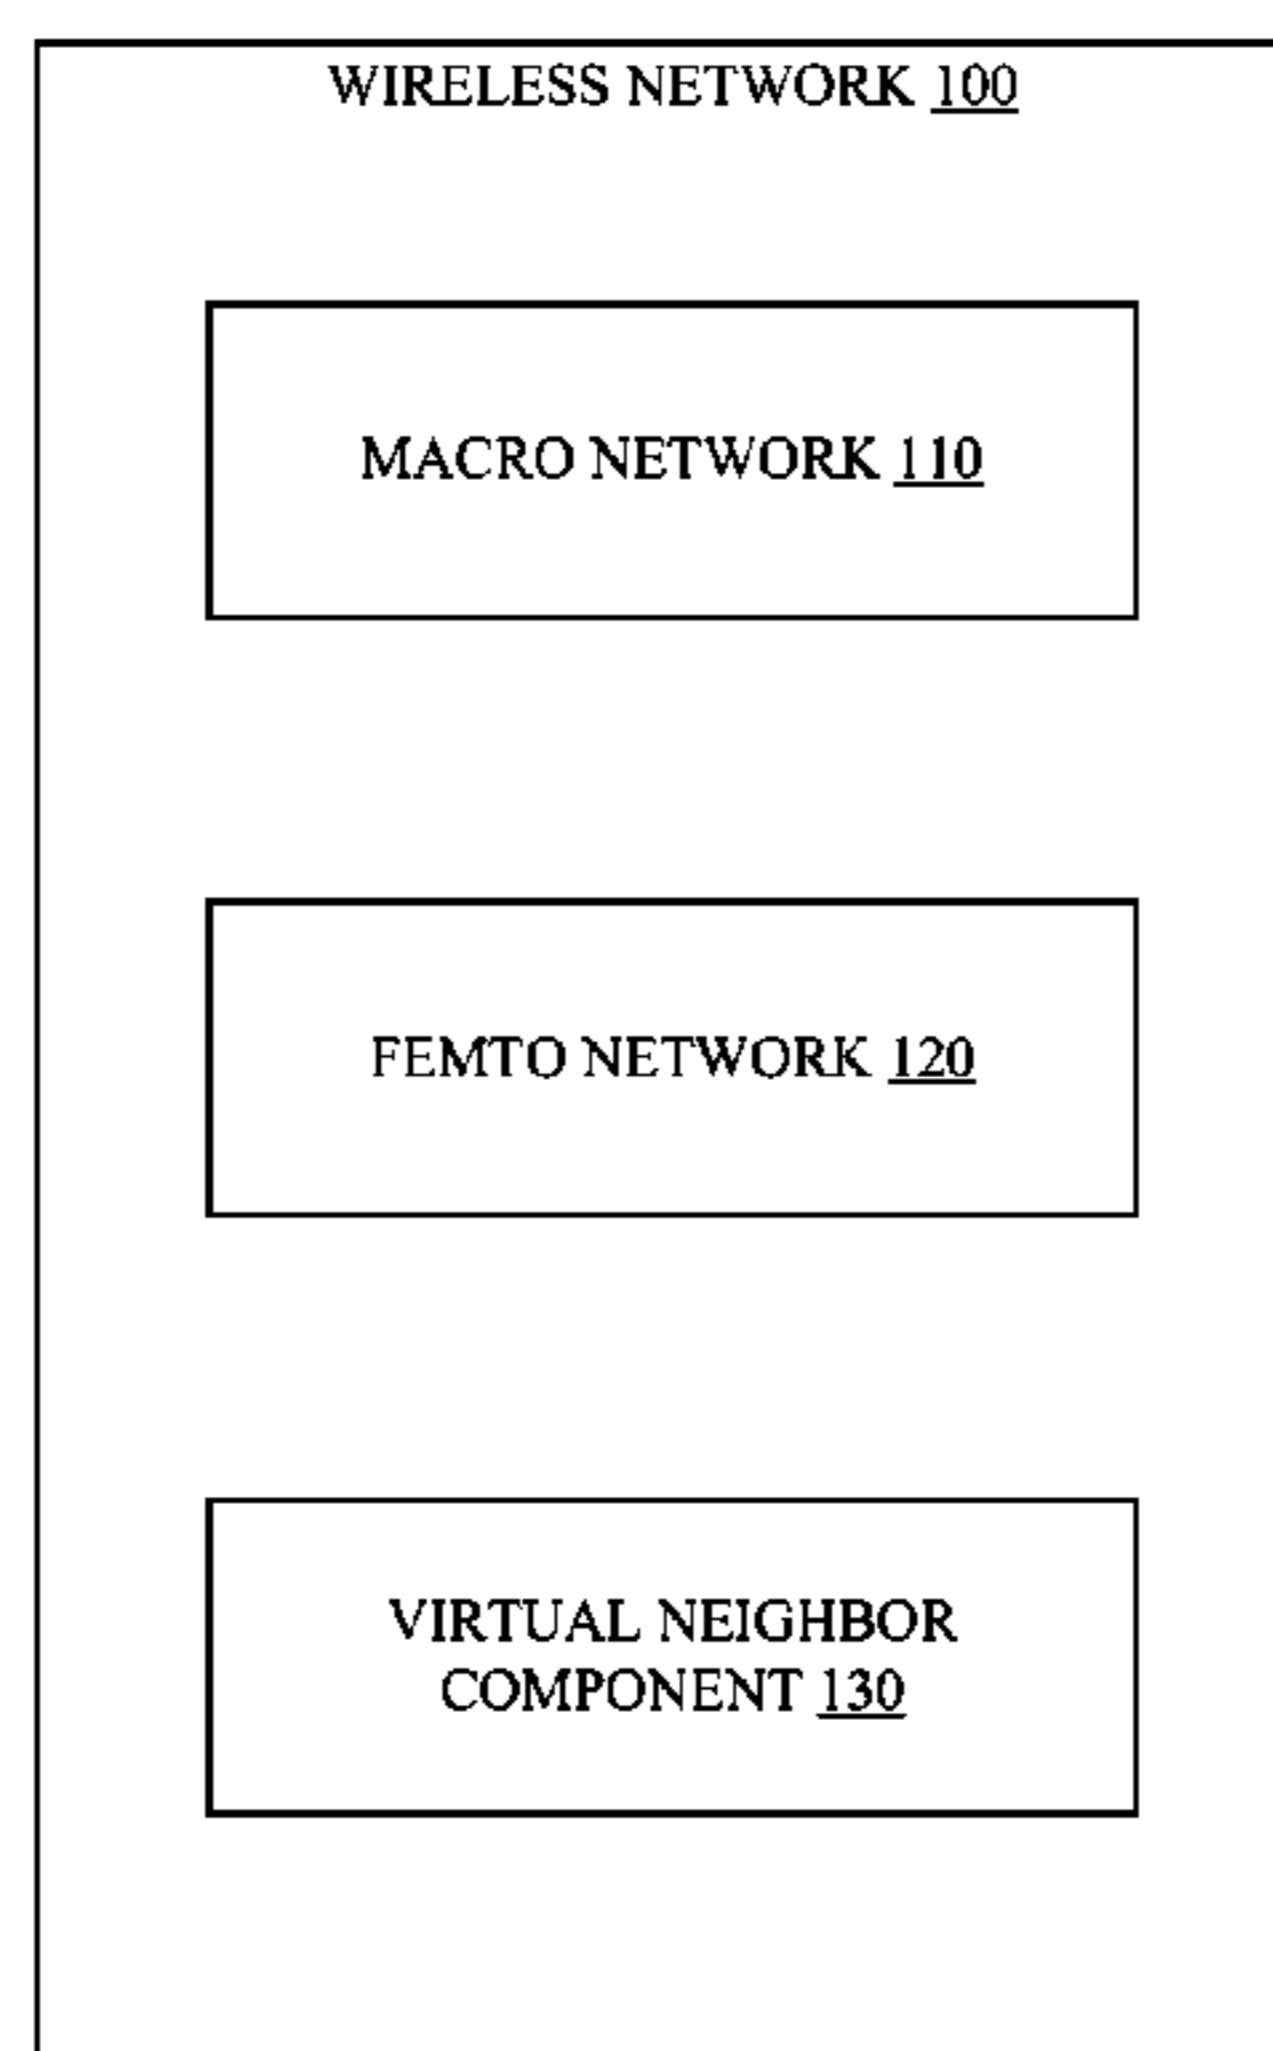 WIRELESS NETWORK 100
MACRO NETWORK 110
FEMTO NETWORK 120
VIRTUAL NEIGHBOR
COMPONENT 130